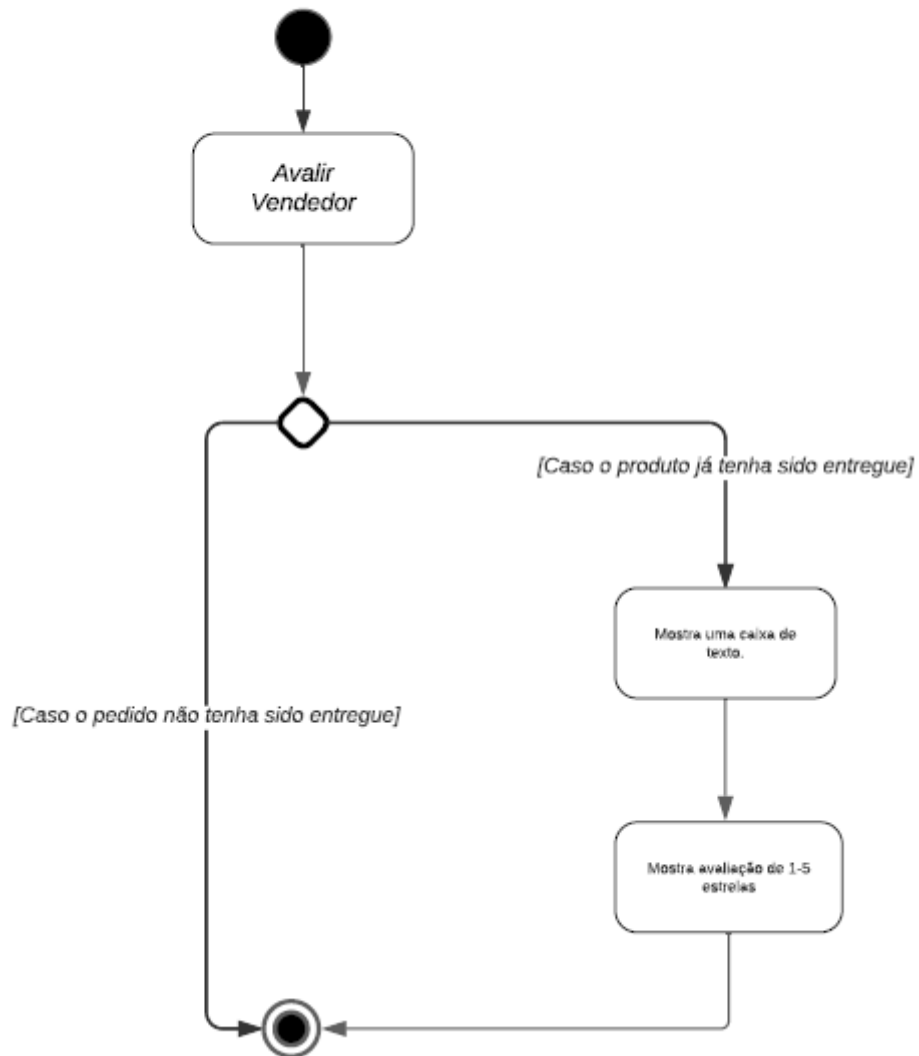 Avalir
Vendedor
[Caso o produto já tenha sido entregue]
Mostra uma caixa de
texto.
[Caso o pedido não tenha sido entregue]
Mostra avaliação de 1-5
estrelas